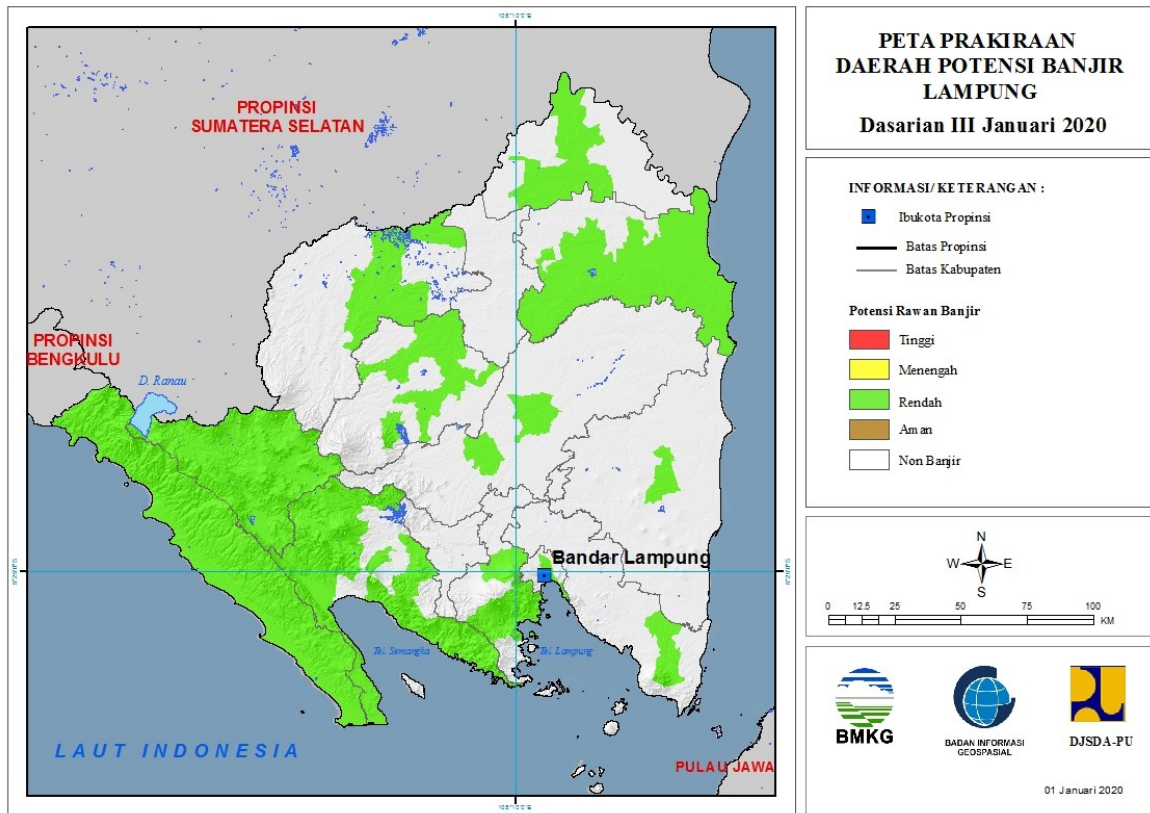 PETA PRAKIRAAN
DAERAH POTENSI BANJIR
LAMPUNG
Dasarian III Januari 2020
INFORMASI/ KETERANGAN :
Ibukota Propinsi
Batas Propinsi
Batas Kabupaten
Potensi Rawan Banjir
Tinggi
Menengah
Rendah
Aman
Non Banjir
N
W E
S
0 12.5 25 50 75 100
KM
BMKG
BADAN INFORMASI
GEOSPASIAL
DJSDA-PU
01 Januari 2020
PROPINSI
SUMATERA SELATAN
PROPINSI
BENGKULU
D. Ranau
Bandar Lampung
Tel. Semangka
Tel. Lampung
LAUT INDONESIA
PULAU JAWA